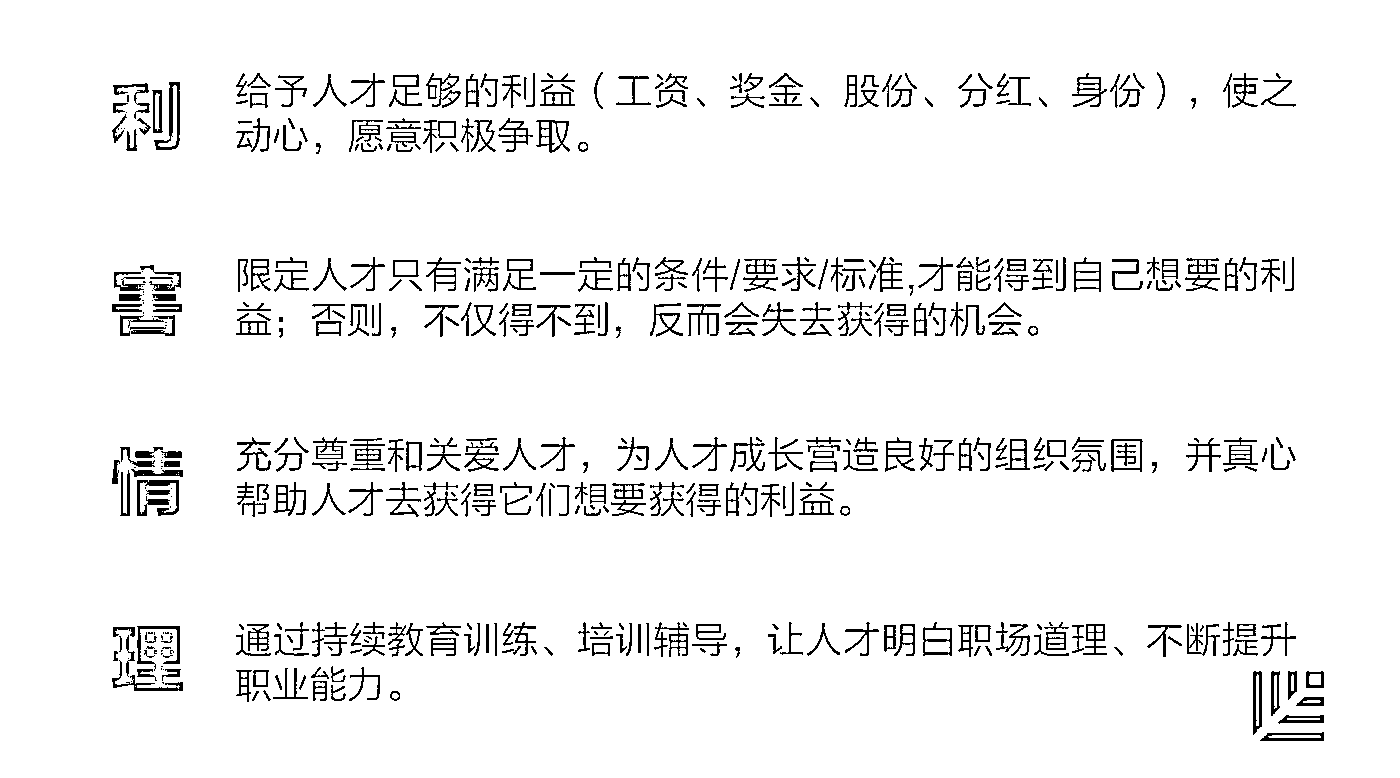 利
给予人才足够的利益（工资、奖金、股份、分红、身份），使之
动心，愿意积极争取。
害
限定人才只有满足一定的条件/要求/标准,才能得到自己想要的利
益；否则，不仅得不到，反而会失去获得的机会。
情
充分尊重和关爱人才，为人才成长营造良好的组织氛围，并真心
帮助人才去获得它们想要获得的利益。
理
通过持续教育训练、培训辅导，让人才明白职场道理、不断提升
职业能力。